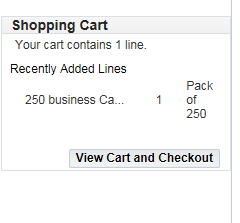 Shopping Cart
Your cart contains 1 line.
Recently Added Lines
250 business Ca... 1 Pack
of
250
View Cart and Checkout